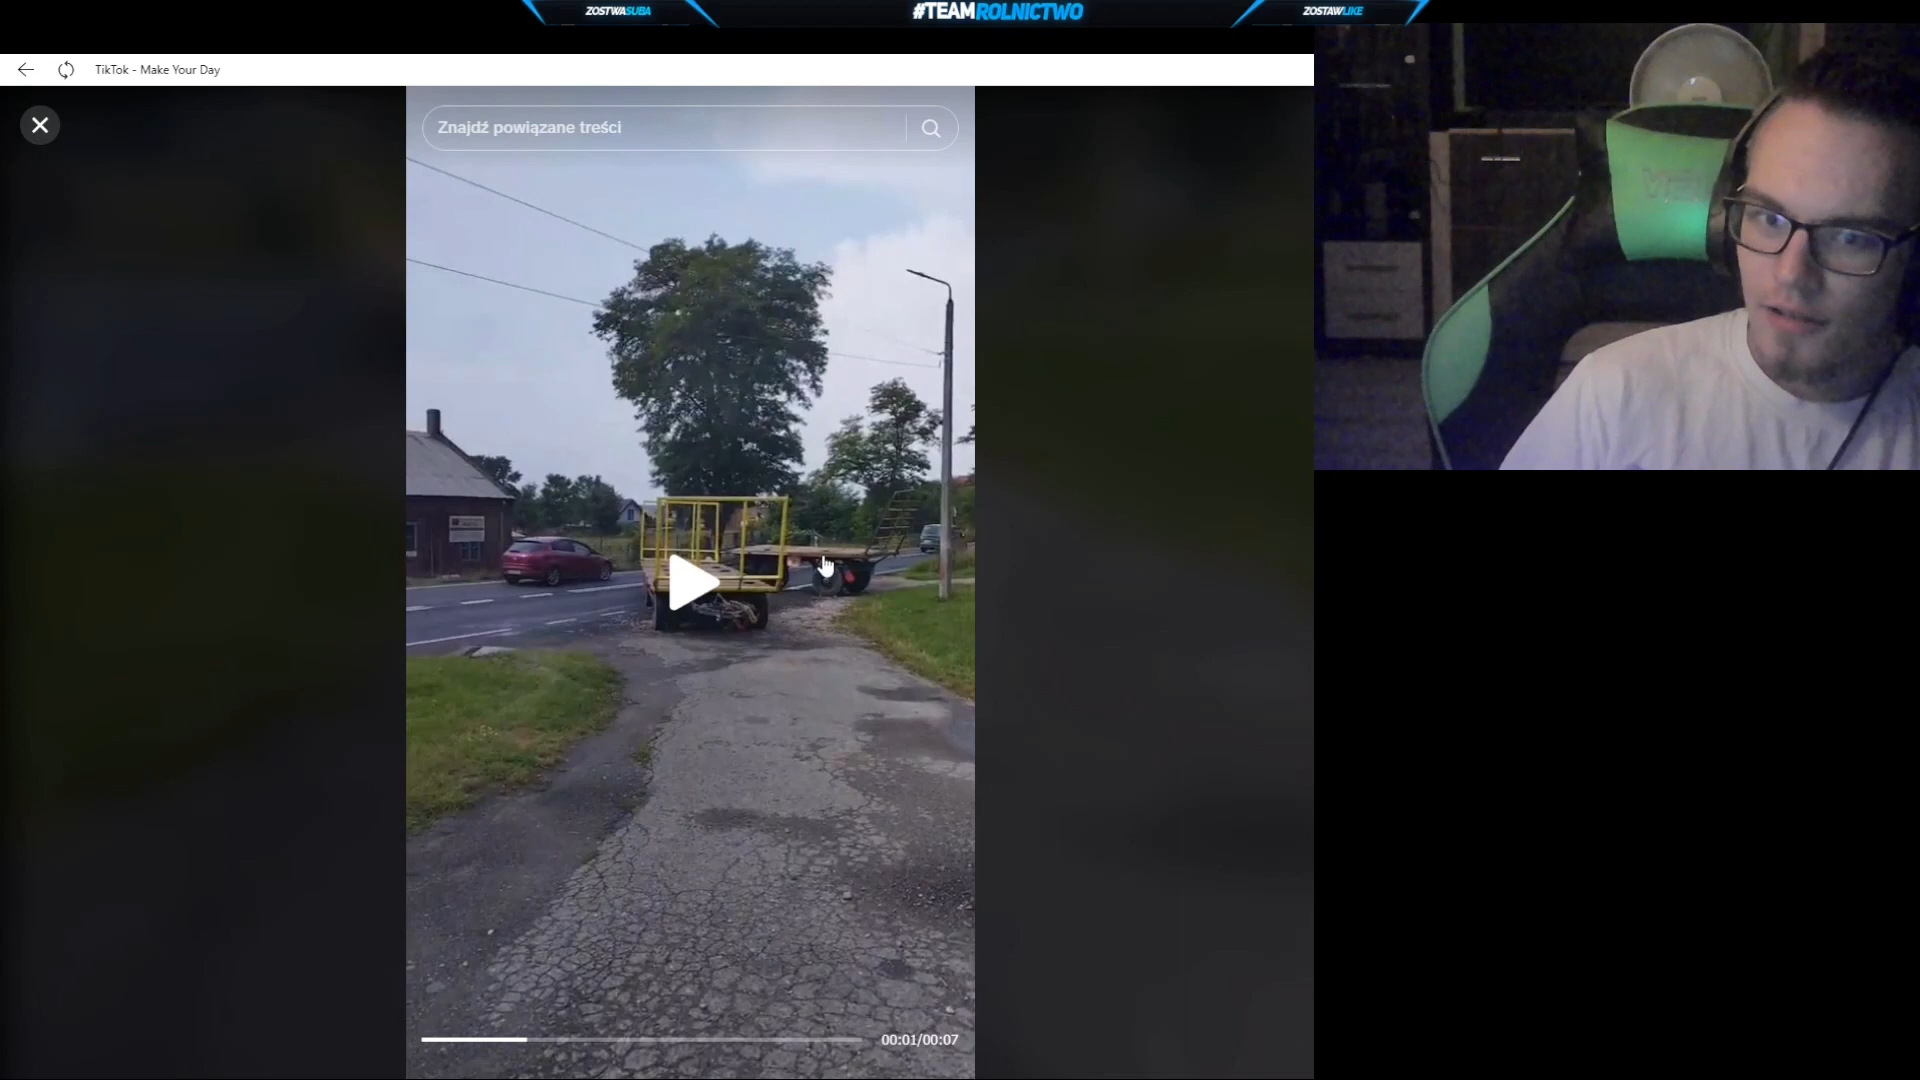 ZOSTWASUBA
#TEAMROLNICTWO
ZOSTAWLIKE
TikTok - Make Your Day
Znajdź powiązane treści
00:01/00:07